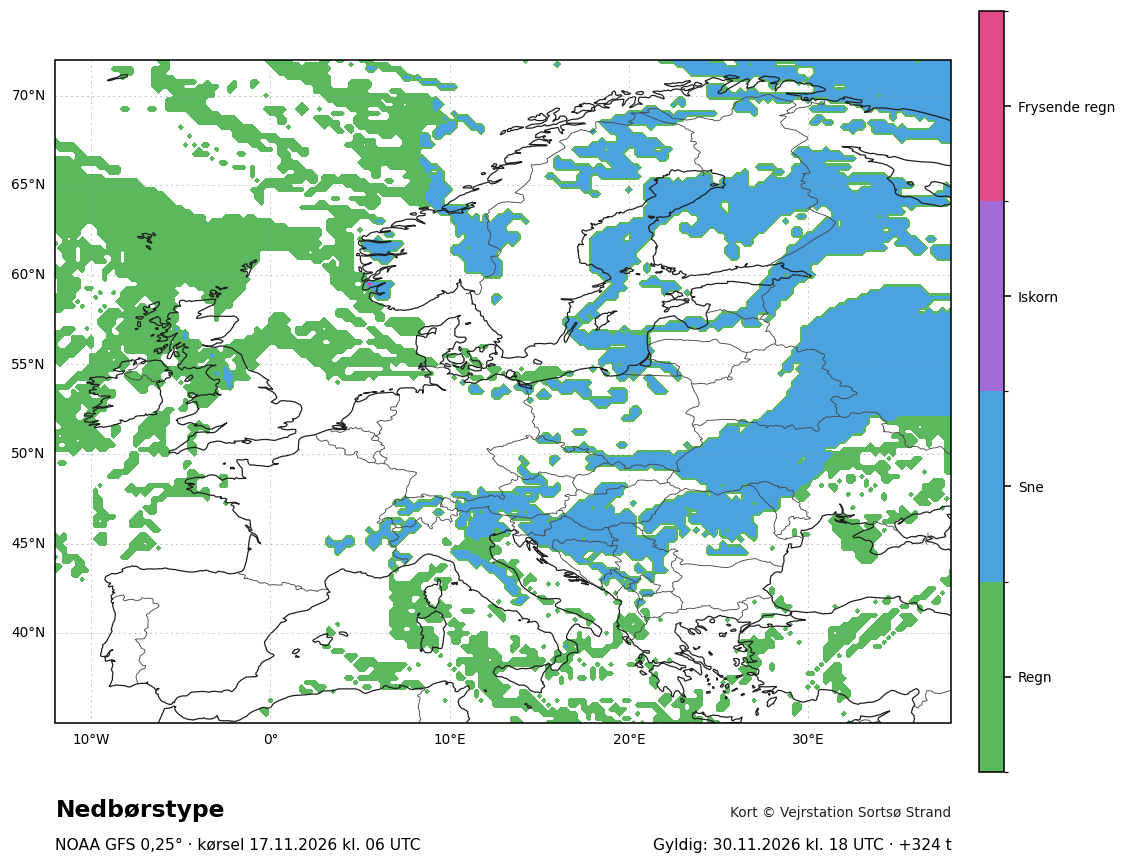 Frysende regn
Iskorn
Sne
Regn
70°N
65°N
60°N
55°N
50°N
45°N
40°N
10°W
0°
10°E
20°E
30°E
Nedbørstype
Kort © Vejrstation Sortsø Strand
NOAA GFS 0,25° · kørsel 17.11.2026 kl. 06 UTC
Gyldig: 30.11.2026 kl. 18 UTC · +324 t